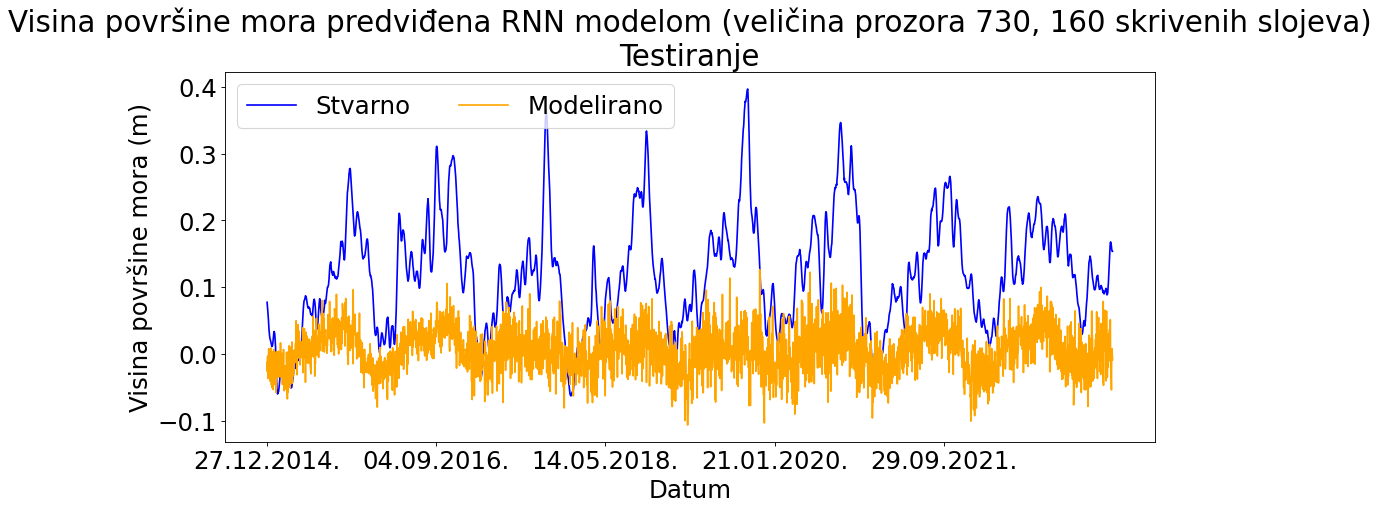 Visina površine mora predviđena RNN modelom (veličina prozora 730, 160 skrivenih slojeva)
Testiranje
Stvarno Modelirano
Visina površine mora (m)
0.4
0.3
0.2
0.1
0.0
−0.1
27.12.2014. 04.09.2016. 14.05.2018. 21.01.2020. 29.09.2021.
Datum